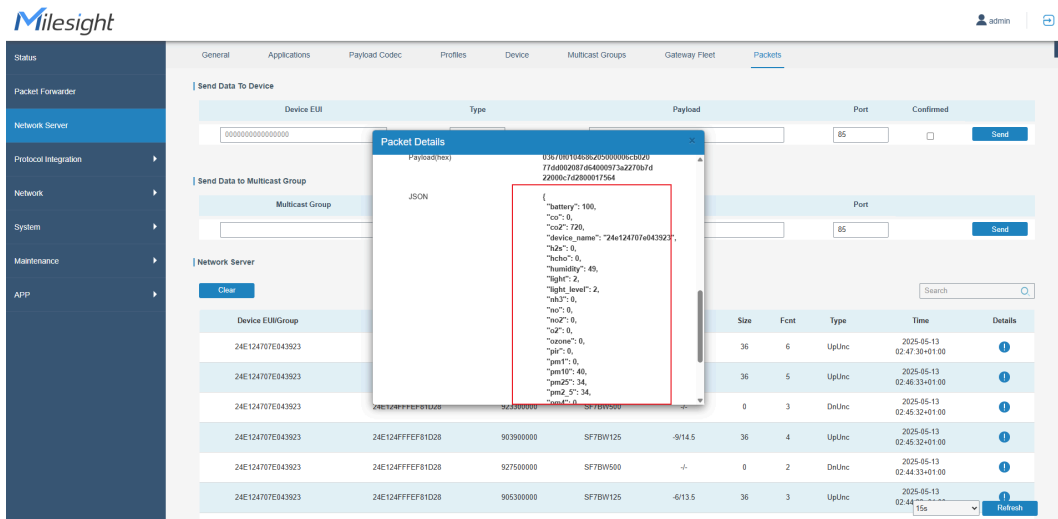 Milesight
admin
Status
Packet Forwarder
Network Server
Protocol Integration
Network
System
Maintenance
APP
General Applications Payload Codec Profiles Device Multicast Groups Gateway Fleet Packets
Send Data To Device
Device EUI Type Payload Port Confirmed
0000000000000000 85 Send
Send Data to Multicast Group
Multicast Group Port
85 Send
Network Server
Clear Search
Device EUI/Group Size Fcnt Type Time Details
24E124707E043923 36 6 UpUnc 2025-05-13 02:47:30+01:00
24E124707E043923 36 5 UpUnc 2025-05-13 02:46:33+01:00
24E124707E043923 24E124FFFEF81D28 923300000 SF7BW500 -/- 0 3 DnUnc 2025-05-13 02:45:32+01:00
24E124707E043923 24E124FFFEF81D28 903900000 SF7BW125 -9/14.5 36 4 UpUnc 2025-05-13 02:45:32+01:00
24E124707E043923 24E124FFFEF81D28 927500000 SF7BW500 -/- 0 2 DnUnc 2025-05-13 02:44:33+01:00
24E124707E043923 24E124FFFEF81D28 905300000 SF7BW125 -6/13.5 36 3 UpUnc 2025-05-13
15s Refresh
Packet Details
Payload(hex)
03670f0104686205000006cb020
77dd002087d64000973a2270b7d
22000c7d2800017564
JSON
{
"battery": 100,
"co": 0,
"co2": 720,
"device_name": "24e124707e043923",
"h2s": 0,
"hcho": 0,
"humidity": 49,
"light": 2,
"light_level": 2,
"nh3": 0,
"no": 0,
"no2": 0,
"o2": 0,
"ozone": 0,
"pir": 0,
"pm1": 0,
"pm10": 40,
"pm25": 34,
"pm2_5": 34,
"pm4": 0